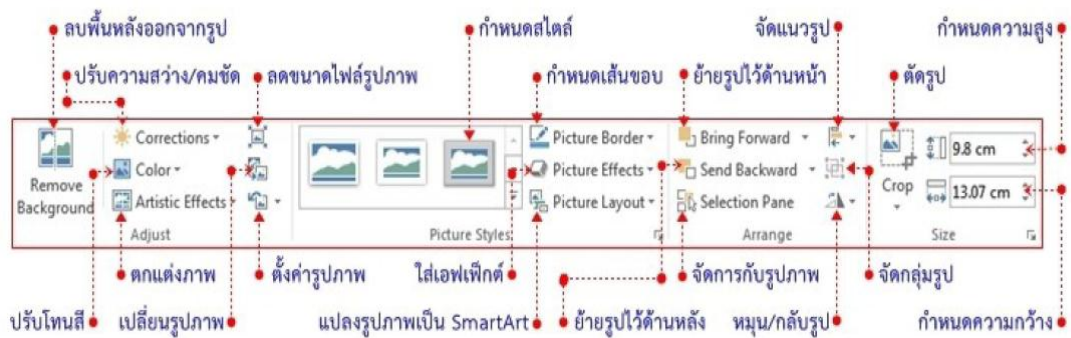 ลบพื้นหลังออกจากรูป กำหนดสไตล์ จัดแนวรูป กำหนดความสูง
ปรับความสว่าง/คมชัด ลดขนาดไฟล์รูปภาพ กำหนดเส้นขอบ ย้ายรูปไว้ด้านหน้า ตัดรูป
Corrections Picture Border Bring Forward 9.8 cm
Color Picture Effects Send Backward
Remove Background Artistic Effects Picture Layout Selection Pane Crop 13.07 cm
Adjust Picture Styles Arrange Size
ตกแต่งภาพ ตั้งค่ารูปภาพ ใส่เอฟเฟ็กต์ จัดการกับรูปภาพ จัดกลุ่มรูป
ปรับโทนสี เปลี่ยนรูปภาพ แปลงรูปภาพเป็น SmartArt ย้ายรูปไว้ด้านหลัง หมุน/กลับรูป กำหนดความกว้าง